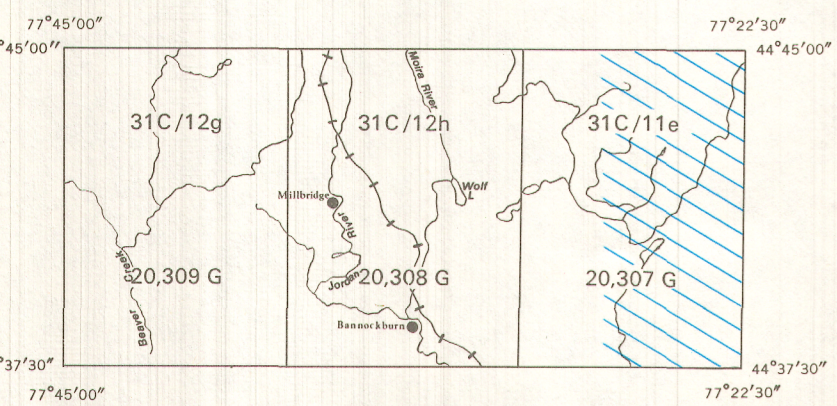 77°45'00"
77°22'30"
°45'00"
44°45'00"
Moira River
31C/12g
31C/12h
31C/11e
Wolf
L
Millbridge
River
Creek
20,309 G
Jordan
20,308 G
20,307 G
Beaver
Bannockburn
°37'30"
44°37'30"
77°45'00"
77°22'30"